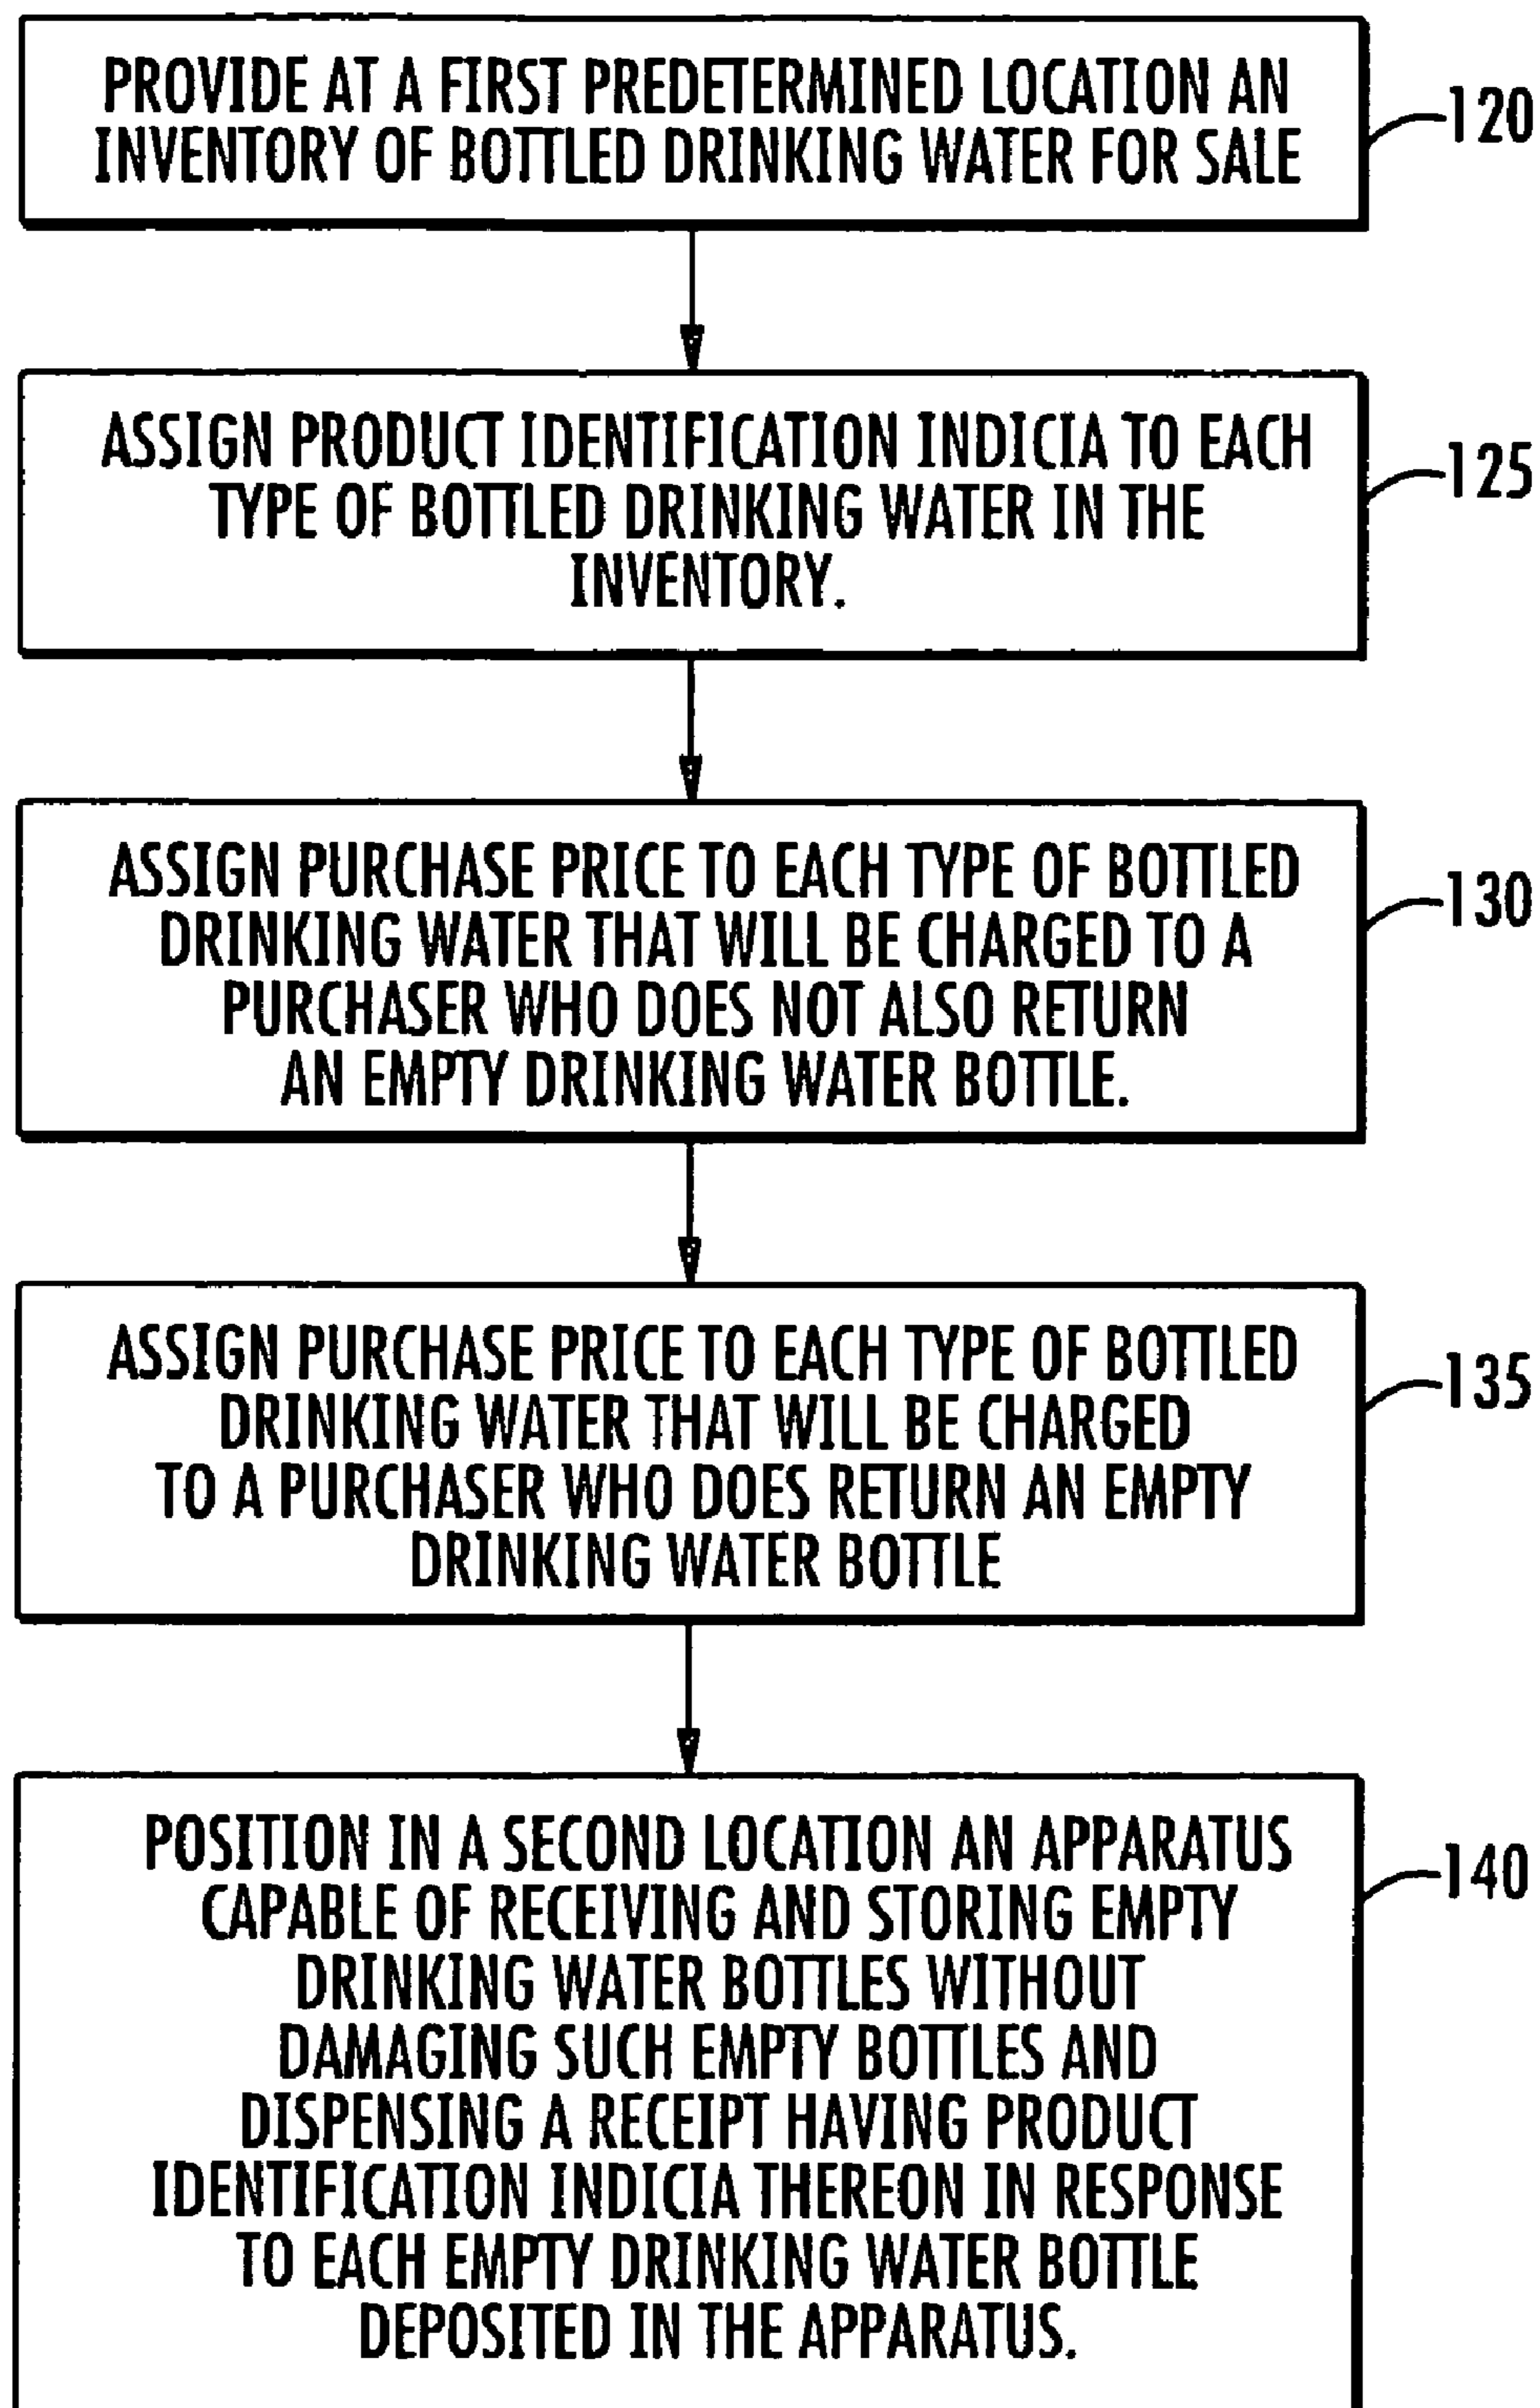 PROVIDE AT A FIRST PREDETERMINED LOCATION AN
INVENTORY OF BOTTLED DRINKING WATER FOR SALE
120
ASSIGN PRODUCT IDENTIFICATION INDICIA TO EACH
TYPE OF BOTTLED DRINKING WATER IN THE
INVENTORY.
125
ASSIGN PURCHASE PRICE TO EACH TYPE OF BOTTLED
DRINKING WATER THAT WILL BE CHARGED TO A
PURCHASER WHO DOES NOT ALSO RETURN
AN EMPTY DRINKING WATER BOTTLE.
130
ASSIGN PURCHASE PRICE TO EACH TYPE OF BOTTLED
DRINKING WATER THAT WILL BE CHARGED
TO A PURCHASER WHO DOES RETURN AN EMPTY
DRINKING WATER BOTTLE
135
POSITION IN A SECOND LOCATION AN APPARATUS
CAPABLE OF RECEIVING AND STORING EMPTY
DRINKING WATER BOTTLES WITHOUT
DAMAGING SUCH EMPTY BOTTLES AND
DISPENSING A RECEIPT HAVING PRODUCT
IDENTIFICATION INDICIA THEREON IN RESPONSE
TO EACH EMPTY DRINKING WATER BOTTLE
DEPOSITED IN THE APPARATUS.
140